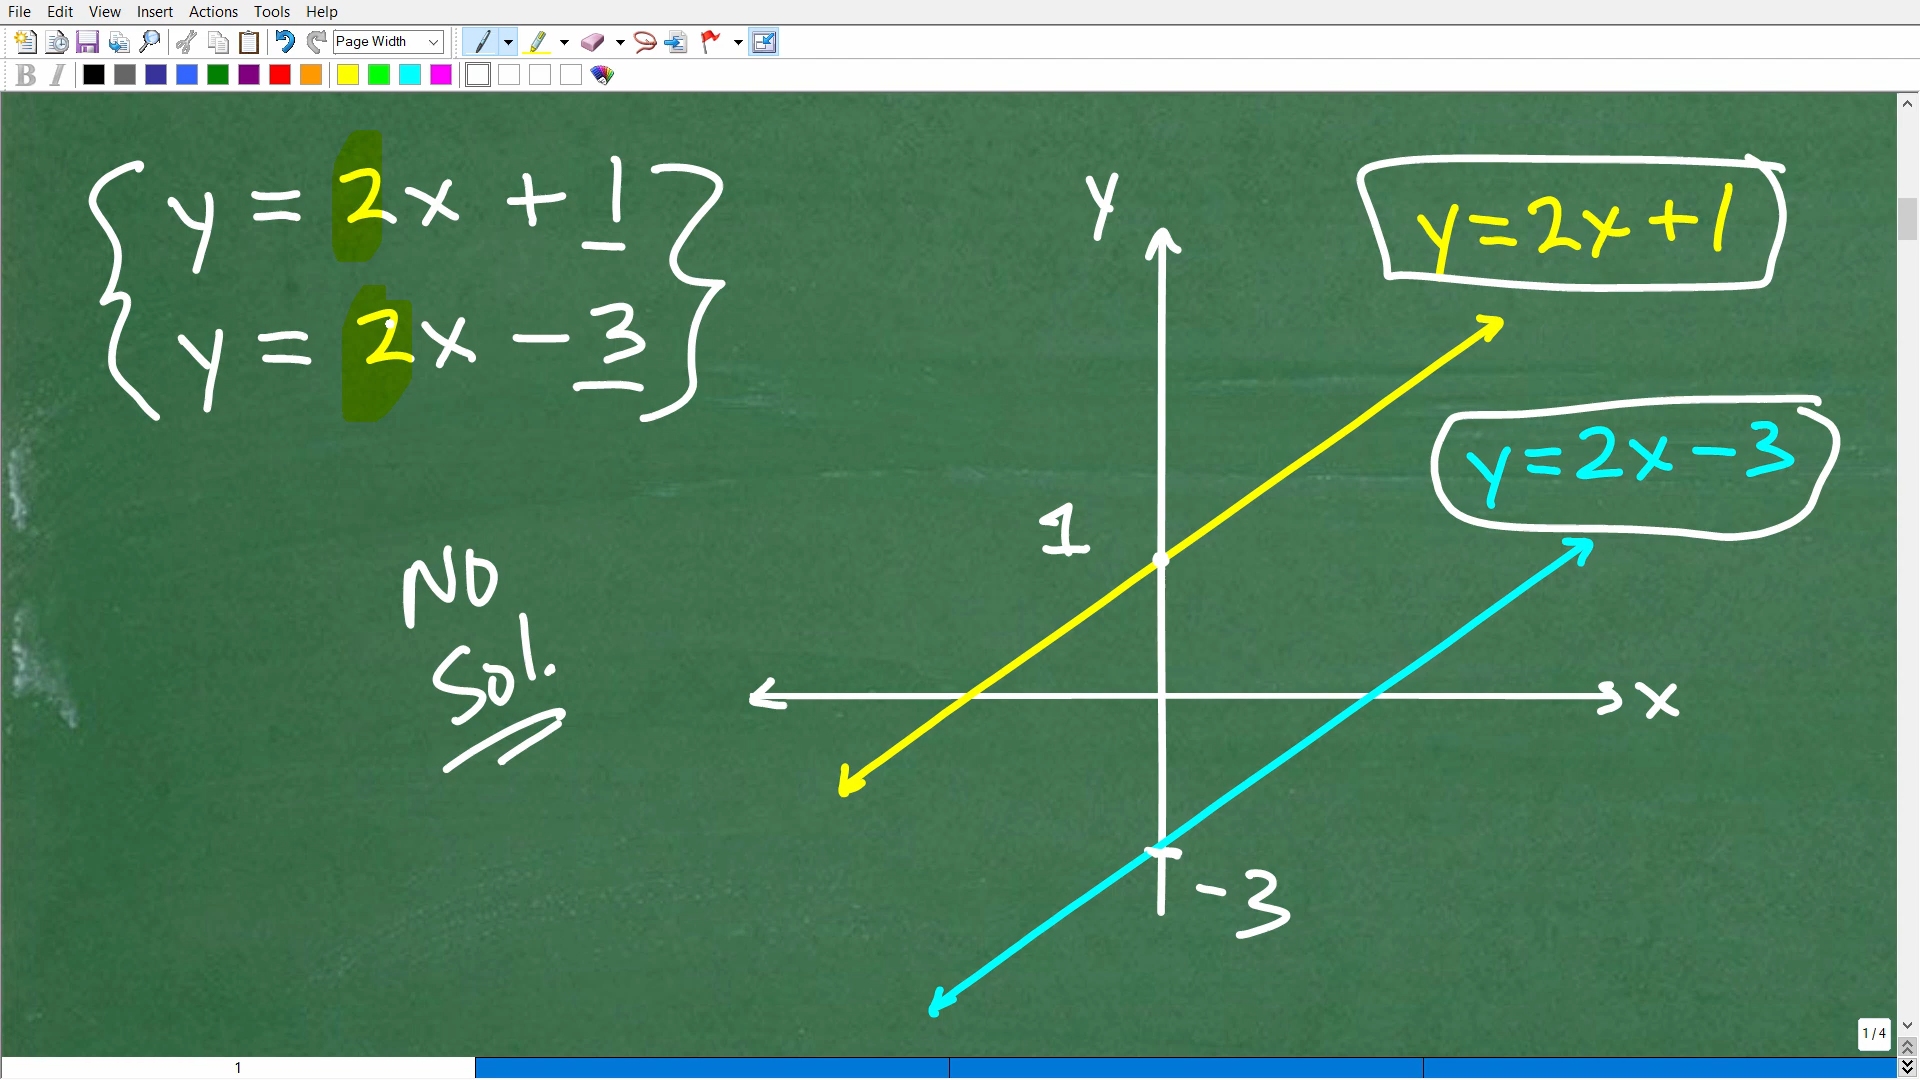 File Edit View Insert Actions Tools Help
Page Width
B I
{ y = 2x + 1 }
{ y = 2x - 3 }
NO
Sol.
y
y=2x+1
y=2x-3
1
x
-3
1/4
1